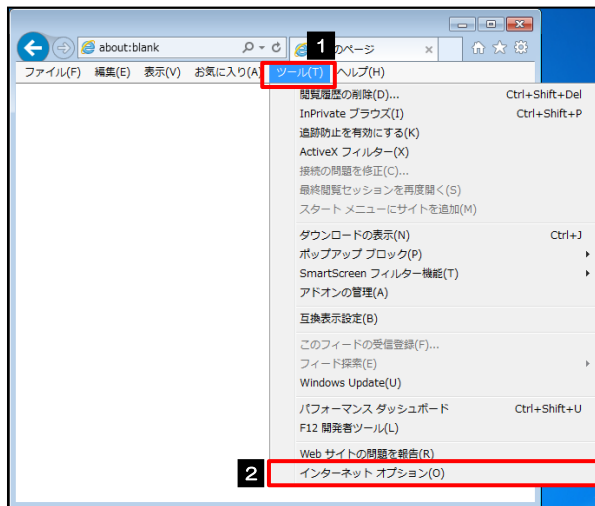 1
about:blank
のページ
ファイル(F) 編集(E) 表示(V) お気に入り(A) ツール(T) ヘルプ(H)
閲覧履歴の削除(D)... Ctrl+Shift+Del
InPrivate ブラウズ(I) Ctrl+Shift+P
追跡防止を有効にする(K)
ActiveX フィルター(X)
接続の問題を修正(C)...
最終閲覧セッションを再度開く(S)
スタート メニューにサイトを追加(M)
ダウンロードの表示(N) Ctrl+J
ポップアップ ブロック(P)
SmartScreen フィルター機能(T)
アドオンの管理(A)
互換表示設定(B)
このフィードの受信登録(F)...
フィード探索(E)
Windows Update(U)
パフォーマンス ダッシュボード Ctrl+Shift+U
F12 開発者ツール(L)
Web サイトの問題を報告(R)
2 インターネット オプション(O)